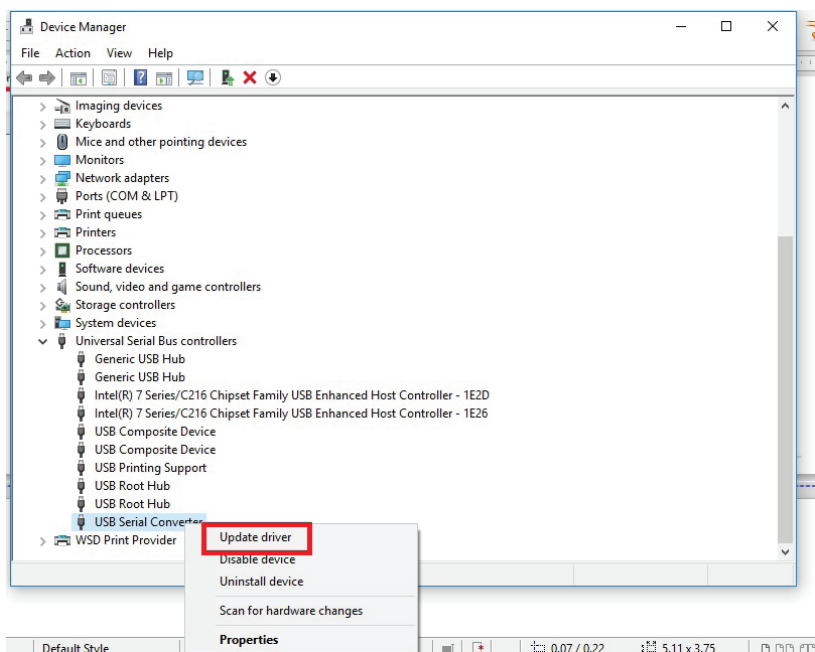 Device Manager
File Action View Help
Imaging devices
Keyboards
Mice and other pointing devices
Monitors
Network adapters
Ports (COM & LPT)
Print queues
Printers
Processors
Software devices
Sound, video and game controllers
Storage controllers
System devices
Universal Serial Bus controllers
Generic USB Hub
Generic USB Hub
Intel(R) 7 Series/C216 Chipset Family USB Enhanced Host Controller - 1E2D
Intel(R) 7 Series/C216 Chipset Family USB Enhanced Host Controller - 1E26
USB Composite Device
USB Composite Device
USB Printing Support
USB Root Hub
USB Root Hub
USB Serial Converter
WSD Print Provider
Update driver
Disable device
Uninstall device
Scan for hardware changes
Properties
Default Style 0.07 / 0.22 5.11 x 3.75